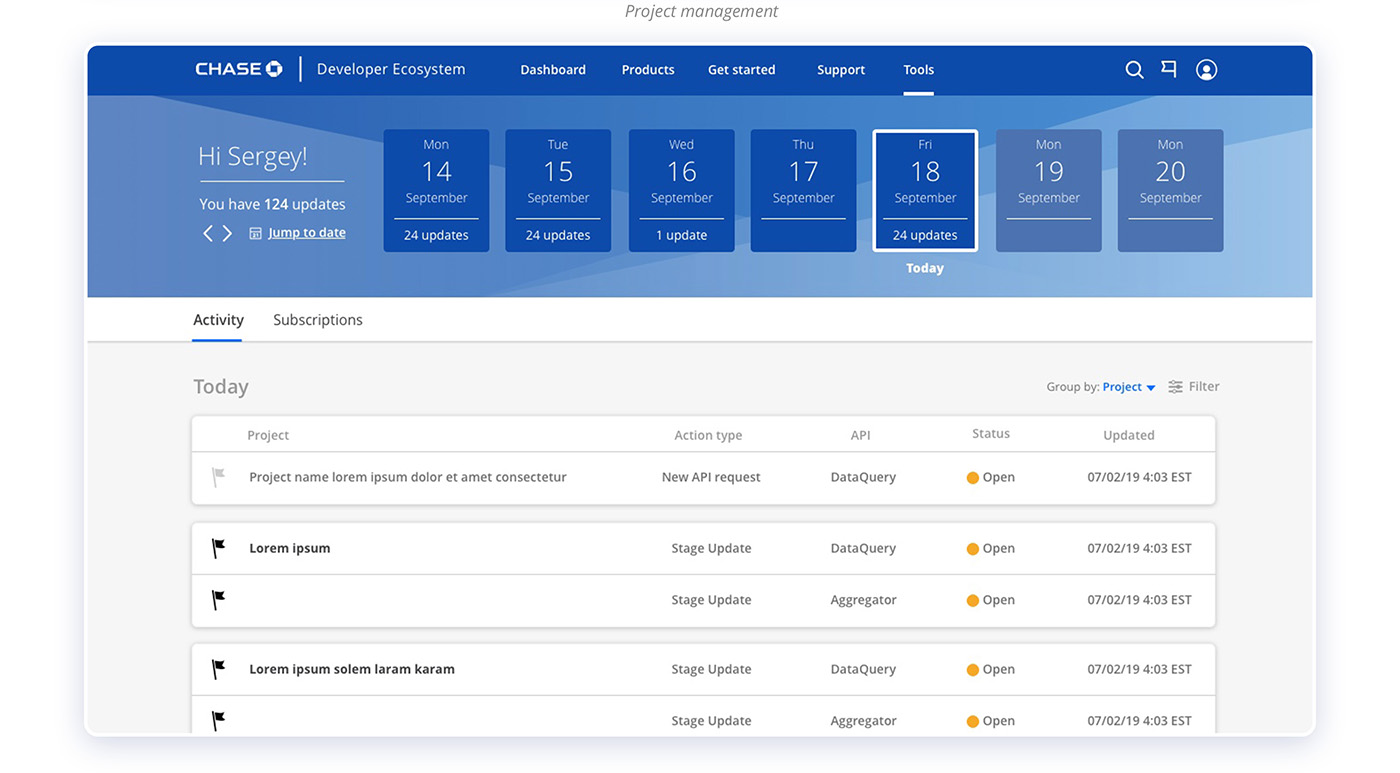 Project management
CHASE Developer Ecosystem Dashboard Products Get started Support Tools
Hi Sergey!
You have 124 updates
Jump to date
Mon
14
September
24 updates
Tue
15
September
24 updates
Wed
16
September
1 update
Thu
17
September
Fri
18
September
24 updates
Today
Mon
19
September
Mon
20
September
Activity Subscriptions
Today
Group by: Project Filter
Project Action type API Status Updated
Project name lorem ipsum dolor et amet consectetur New API request DataQuery Open 07/02/19 4:03 EST
Lorem ipsum Stage Update DataQuery Open 07/02/19 4:03 EST
Stage Update Aggregator Open 07/02/19 4:03 EST
Lorem ipsum solem laram karam Stage Update DataQuery Open 07/02/19 4:03 EST
Stage Update Aggregator Open 07/02/19 4:03 EST